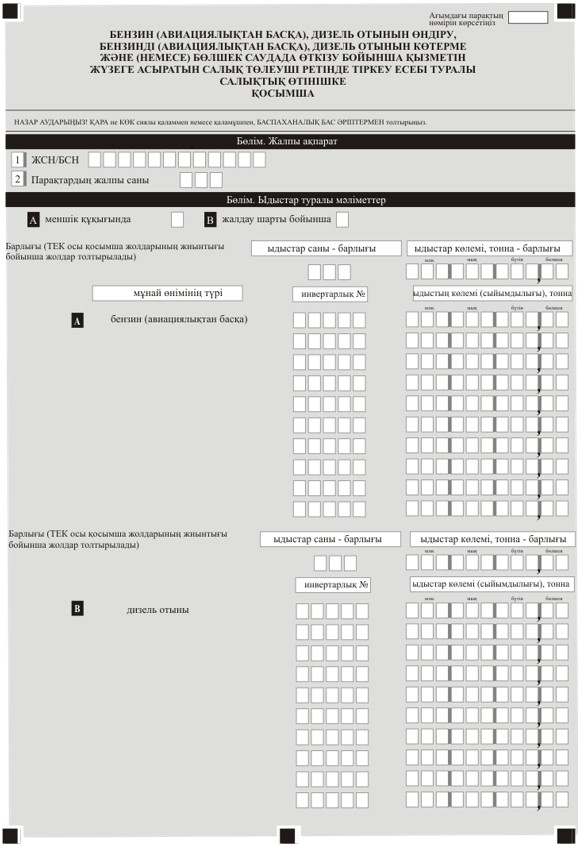 Ағымдағы парақтың
нөмірін көрсетіңіз
БЕНЗИН (АВИАЦИЯЛЫҚТАН БАСҚА), ДИЗЕЛЬ ОТЫНЫН ӨНДІРУ,
БЕНЗИНДІ (АВИАЦИЯЛЫҚТАН БАСҚА), ДИЗЕЛЬ ОТЫНЫН КӨТЕРМЕ
ЖӘНЕ (НЕМЕСЕ) БӨЛШЕК САУДАДА ӨТКІЗУ БОЙЫНША ҚЫЗМЕТІН
ЖҮЗЕГЕ АСЫРАТЫН САЛЫҚ ТӨЛЕУШІ РЕТІНДЕ ТІРКЕУ ЕСЕБІ ТУРАЛЫ
САЛЫҚТЫҚ ӨТІНІШКЕ
ҚОСЫМША
НАЗАР АУДАРЫҢЫЗ! ҚАРА не КӨК сиялы қаламмен немесе қаламұшпен, БАСПАХАНАЛЫҚ БАС ӘРІПТЕРМЕН толтырыңыз.
Бөлім. Жалпы ақпарат
1 ЖСН/БСН
2 Парақтардың жалпы саны
Бөлім. Ыдыстар туралы мәліметтер
A меншік құқығында B жалдау шарты бойынша
Барлығы (ТЕК осы қосымша жолдарының жиынтығы
бойынша жолдар толтырылады)
ыдыстар саны - барлығы ыдыстар көлемі, тонна - барлығы
млн. мың бүтін бөлшек
мұнай өнімінің түрі инвертарлық № ыдыстың көлемі (сыйымдылығы), тонна
млн. мың бүтін бөлшек
A бензин (авиациялықтан басқа)
Барлығы (ТЕК осы қосымша жолдарының жиынтығы
бойынша жолдар толтырылады)
ыдыстар саны - барлығы ыдыстар көлемі, тонна - барлығы
млн. мың бүтін бөлшек
инвертарлық № ыдыстар көлемі (сыйымдылығы), тонна
млн. мың бүтін бөлшек
B дизель отыны